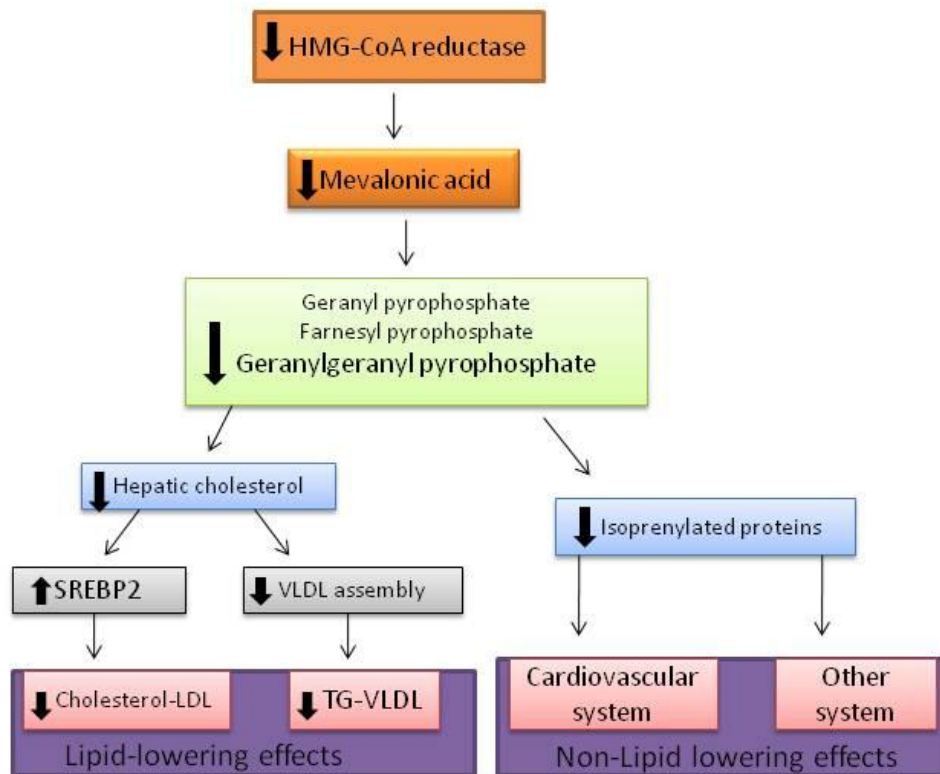 HMG-CoA reductase
Mevalonic acid
Geranyl pyrophosphate
Farnesyl pyrophosphate
Geranylgeranyl pyrophosphate
Hepatic cholesterol
Isoprenylated proteins
SREBP2
VLDL assembly
Cholesterol-LDL
TG-VLDL
Cardiovascular
system
Other
system
Lipid-lowering effects
Non-Lipid lowering effects